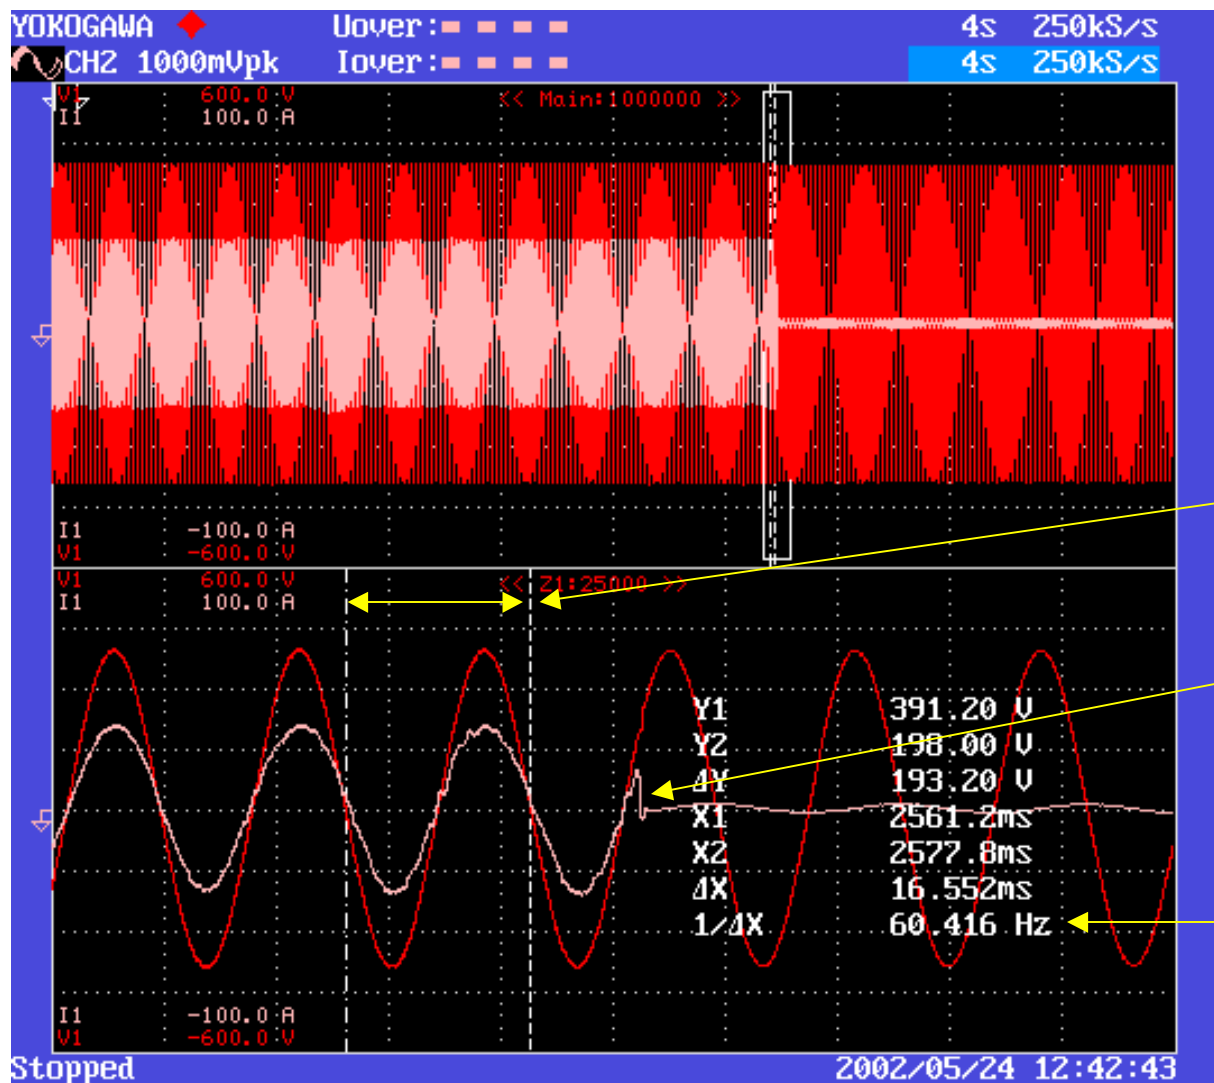 YOKOGAWA Uover: 4s 250kS/s
CH2 1000mVpk Iover: 4s 250kS/s
V1 600.0 V << Main:1000000 >>
I1 100.0 A
I1 -100.0 A
V1 -600.0 V
V1 600.0 V << Z1:25000 >>
I1 100.0 A
Y1 391.20 V
Y2 198.00 V
ΔY 193.20 V
X1 2561.2ms
X2 2577.8ms
ΔX 16.552ms
1/ΔX 60.416 Hz
I1 -100.0 A
V1 -600.0 V
Stopped 2002/05/24 12:42:43